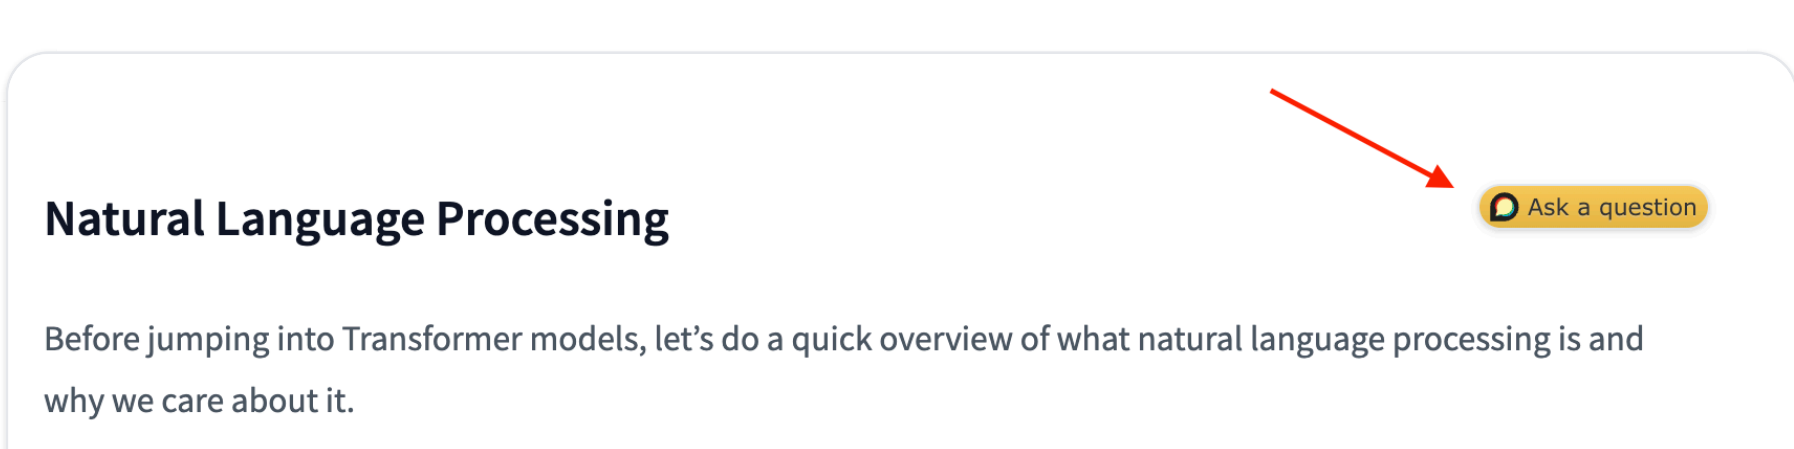 Natural Language Processing
Ask a question
Before jumping into Transformer models, let’s do a quick overview of what natural language processing is and
why we care about it.